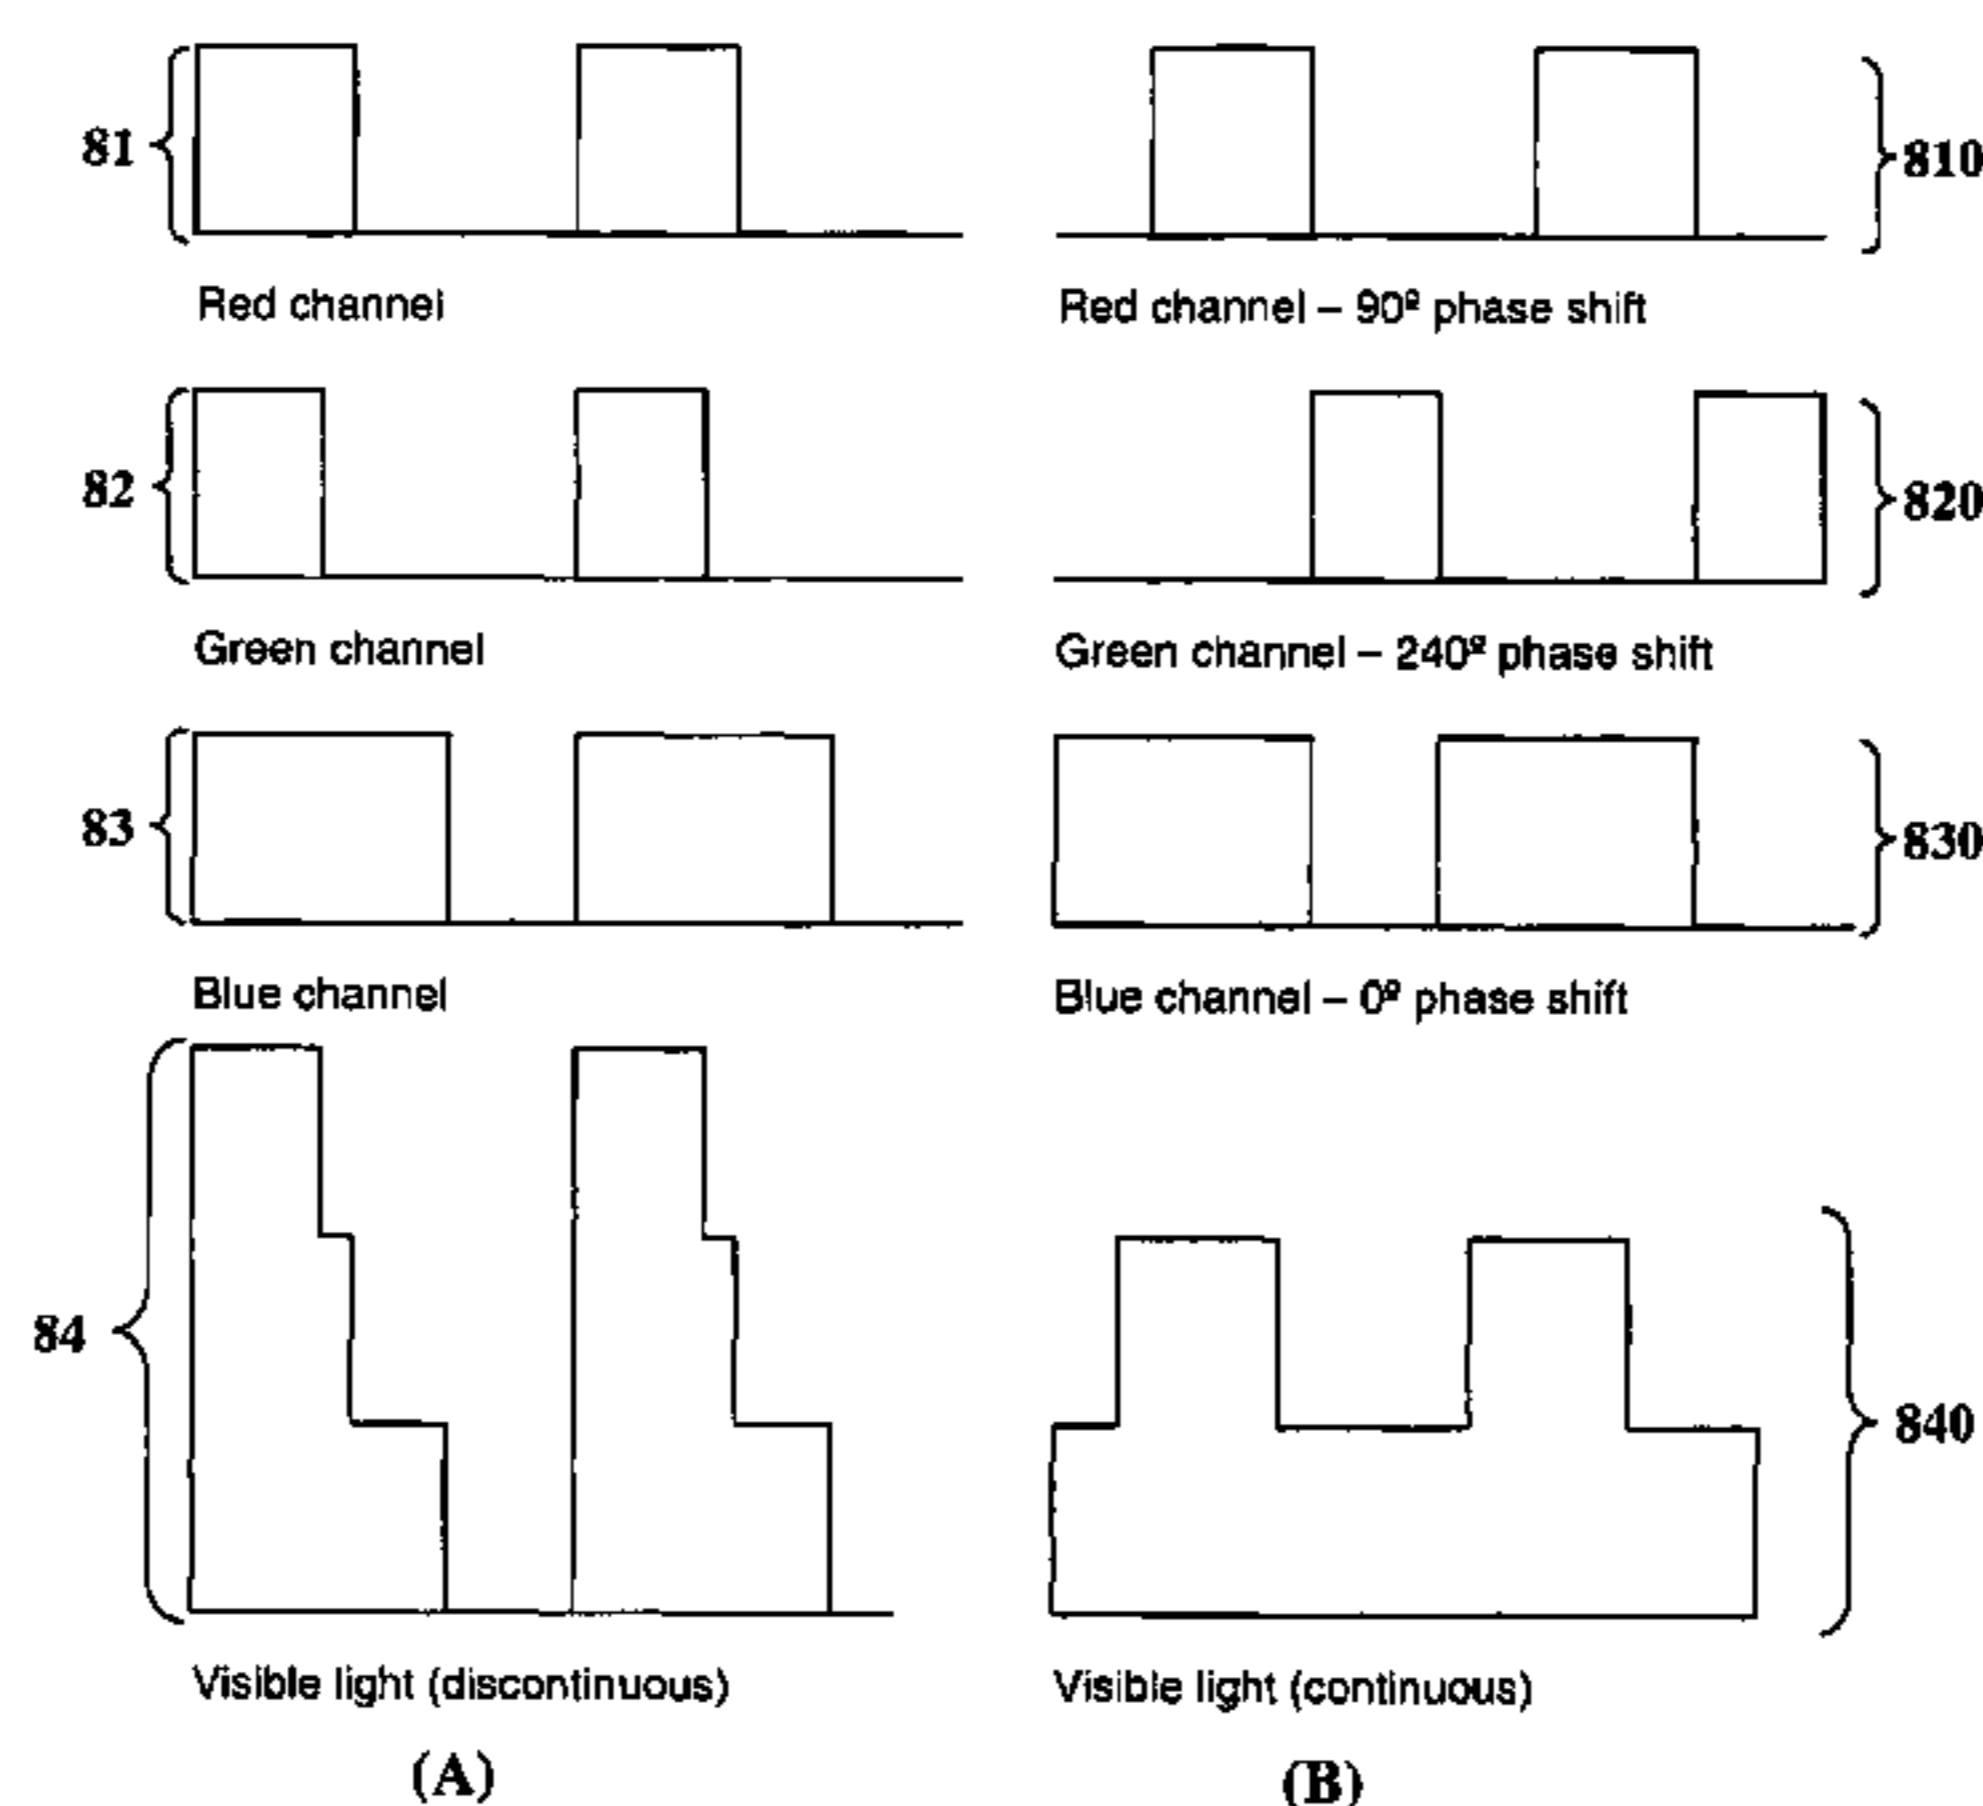 81
810
Red channel
Red channel – 90º phase shift
82
820
Green channel
Green channel – 240º phase shift
83
830
Blue channel
Blue channel – 0º phase shift
84
840
Visible light (discontinuous)
Visible light (continuous)
(A)
(B)